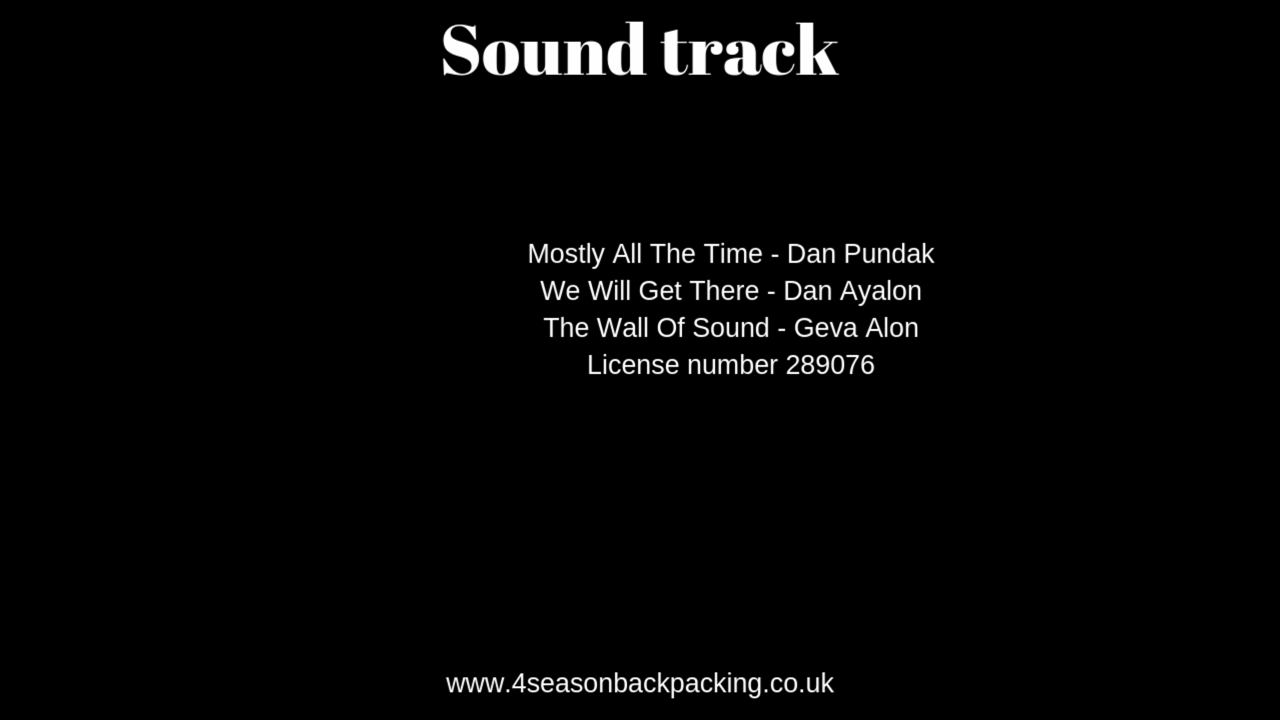 Sound track
Mostly All The Time - Dan Pundak
We Will Get There - Dan Ayalon
The Wall Of Sound - Geva Alon
License number 289076
www.4seasonbackpacking.co.uk